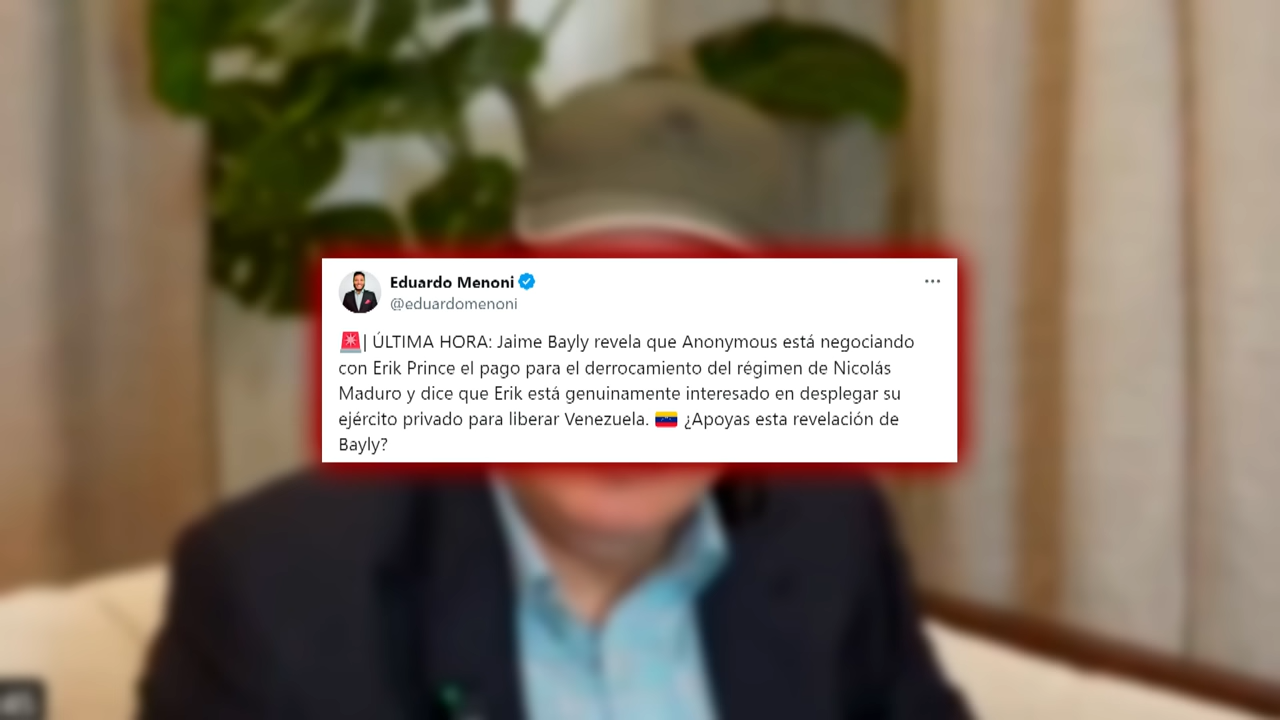 Eduardo Menoni
@eduardomenoni
🚨| ÚLTIMA HORA: Jaime Bayly revela que Anonymous está negociando
con Erik Prince el pago para el derrocamiento del régimen de Nicolás
Maduro y dice que Erik está genuinamente interesado en desplegar su
ejército privado para liberar Venezuela. 🇻🇪 ¿Apoyas esta revelación de
Bayly?